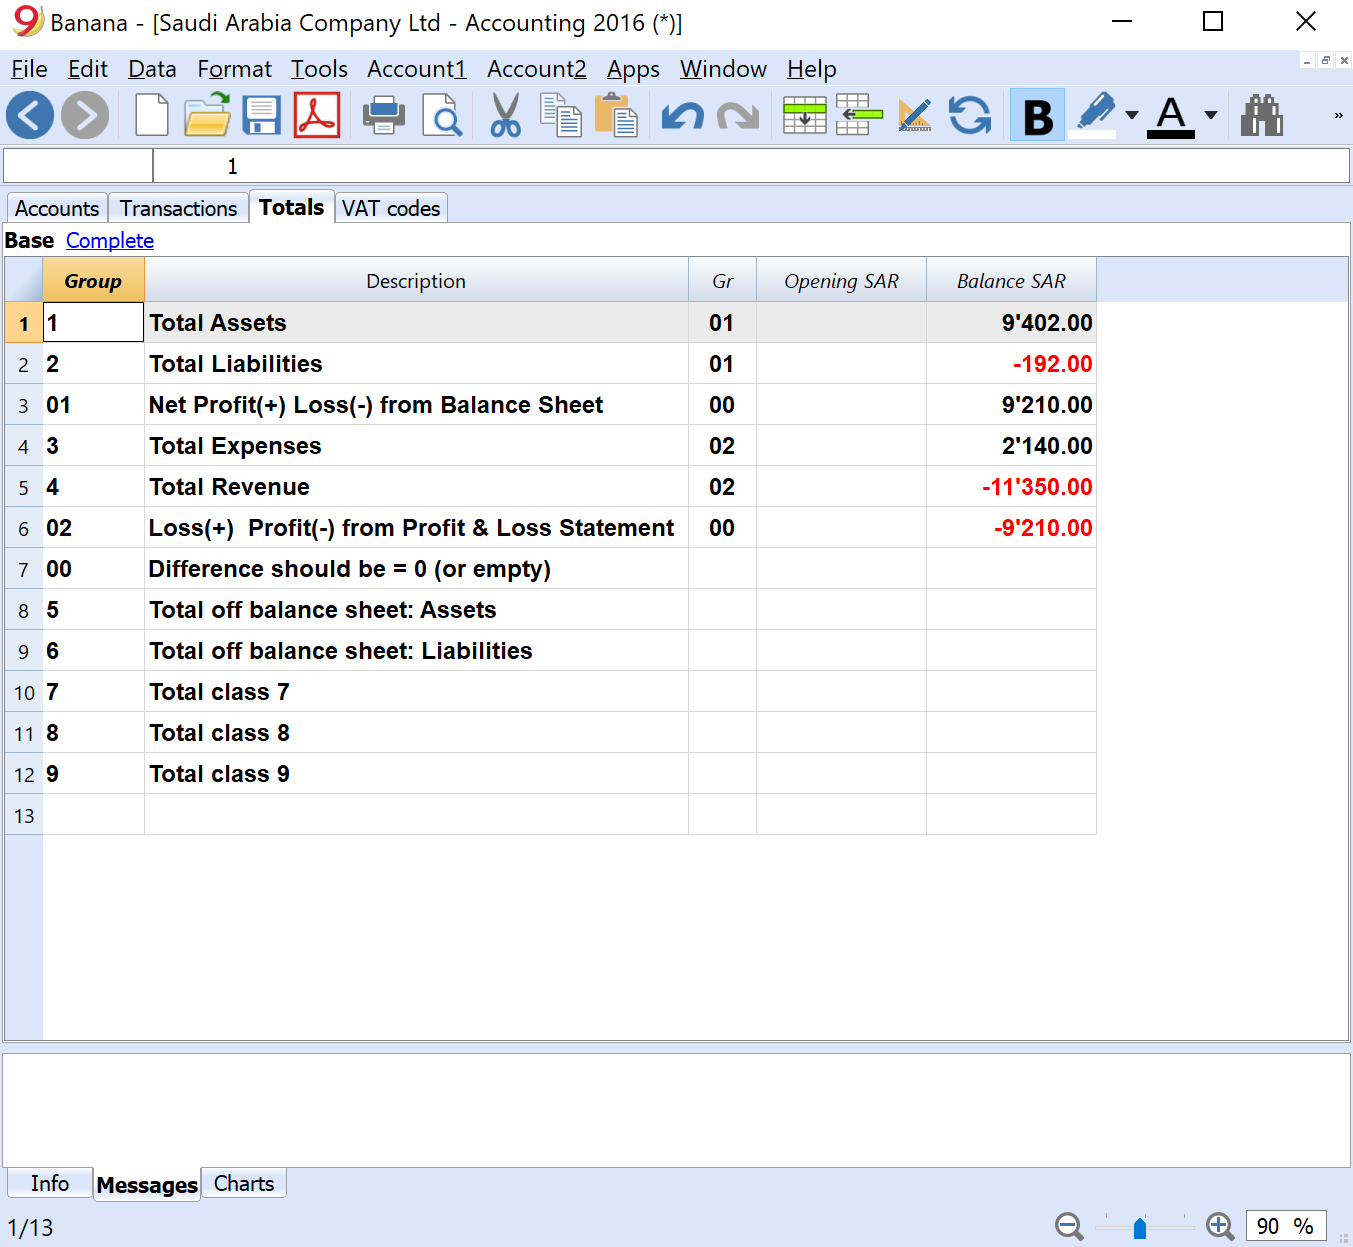 Banana - [Saudi Arabia Company Ltd - Accounting 2016 (*)]
File Edit Data Format Tools Account1 Account2 Apps Window Help
B A »
1
Accounts Transactions Totals VAT codes
Base Complete
Group Description Gr Opening SAR Balance SAR
1 1 Total Assets 01 9'402.00
2 2 Total Liabilities 01 -192.00
3 01 Net Profit(+) Loss(-) from Balance Sheet 00 9'210.00
4 3 Total Expenses 02 2'140.00
5 4 Total Revenue 02 -11'350.00
6 02 Loss(+)  Profit(-) from Profit & Loss Statement 00 -9'210.00
7 00 Difference should be = 0 (or empty)
8 5 Total off balance sheet: Assets
9 6 Total off balance sheet: Liabilities
10 7 Total class 7
11 8 Total class 8
12 9 Total class 9
13
Info Messages Charts
1/13 90 %